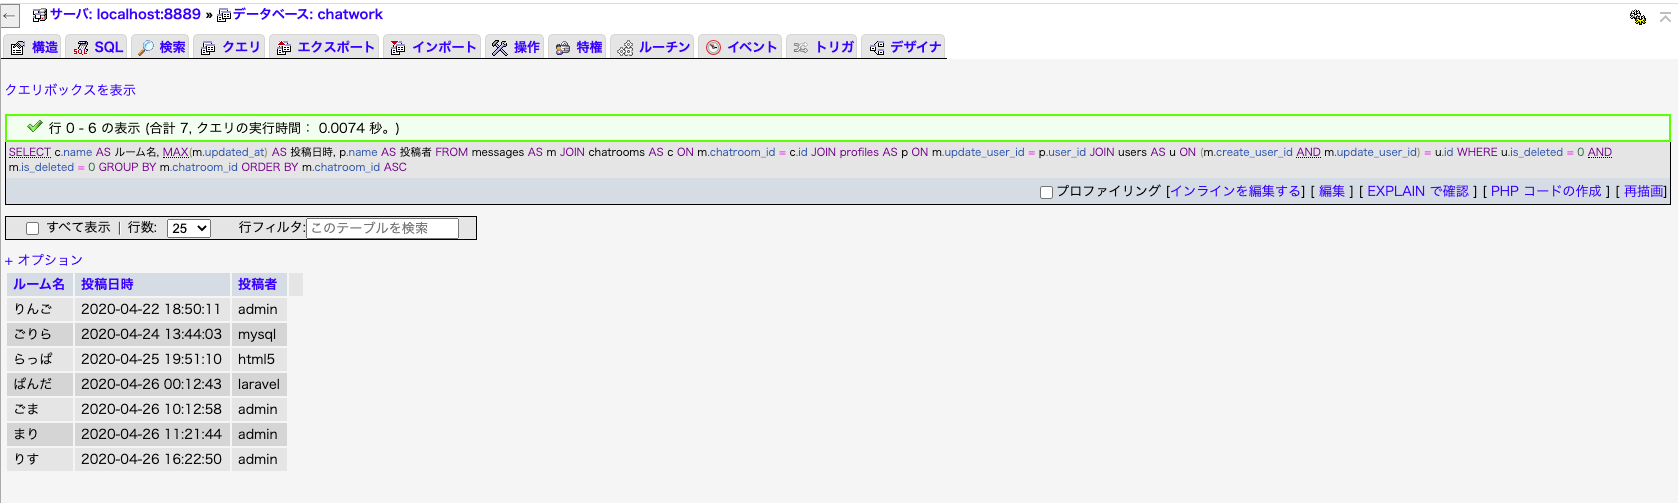 ← サーバ: localhost:8889 » データベース: chatwork
構造 SQL 検索 クエリ エクスポート インポート 操作 特権 ルーチン イベント トリガ デザイナ
クエリボックスを表示
行 0 - 6 の表示 (合計 7, クエリの実行時間： 0.0074 秒。)
SELECT c.name AS ルーム名, MAX(m.updated_at) AS 投稿日時, p.name AS 投稿者 FROM messages AS m JOIN chatrooms AS c ON m.chatroom_id = c.id JOIN profiles AS p ON m.update_user_id = p.user_id JOIN users AS u ON (m.create_user_id AND m.update_user_id) = u.id WHERE u.is_deleted = 0 AND
m.is_deleted = 0 GROUP BY m.chatroom_id ORDER BY m.chatroom_id ASC
プロファイリング [インラインを編集する] [ 編集 ] [ EXPLAIN で確認 ] [ PHP コードの作成 ] [ 再描画]
すべて表示 | 行数: 25 行フィルタ: このテーブルを検索
+ オプション
ルーム名 投稿日時 投稿者
りんご 2020-04-22 18:50:11 admin
ごりら 2020-04-24 13:44:03 mysql
らっぱ 2020-04-25 19:51:10 html5
ぱんだ 2020-04-26 00:12:43 laravel
ごま 2020-04-26 10:12:58 admin
まり 2020-04-26 11:21:44 admin
りす 2020-04-26 16:22:50 admin